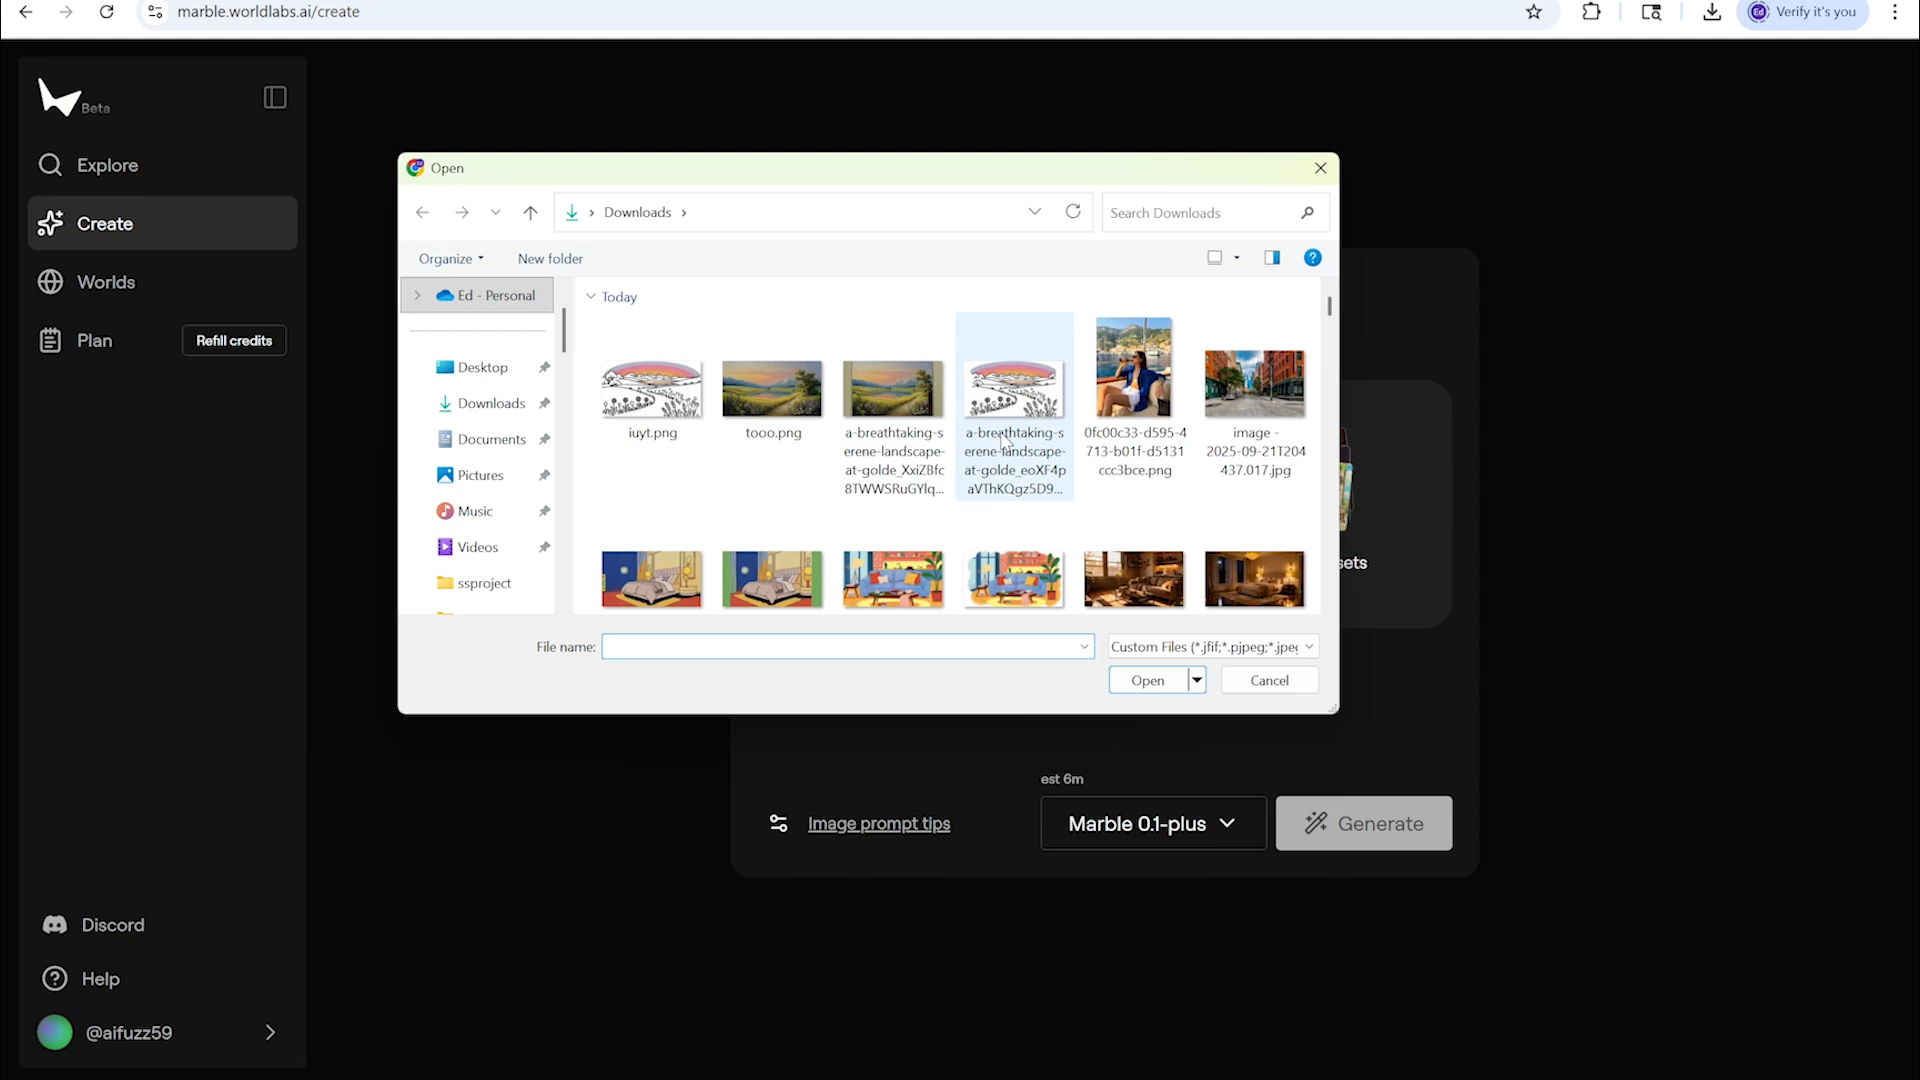 marble.worldlabs.ai/create
Verify it's you
Beta
Explore
Create
Worlds
Plan
Refill credits
Open
Downloads
Search Downloads
Organize
New folder
Ed - Personal
Today
Desktop
Downloads
Documents
Pictures
Music
Videos
ssproject
iuyt.png
tooo.png
a-breathtaking-s
erene-landscape-
at-golde_XxiZBfc
8TWWSRuGYlq...
a-breathtaking-s
erene-landscape-
at-golde_eoXF4p
aVThKQgz5D9...
0fc00c33-d595-4
713-b01f-d5131
ccc3bce.png
image -
2025-09-21T204
437.017.jpg
sets
File name:
Custom Files (*.jfif;*.pjpeg;*.jpeg
Open
Cancel
est 6m
Image prompt tips
Marble 0.1-plus
Generate
Discord
Help
@aifuzz59